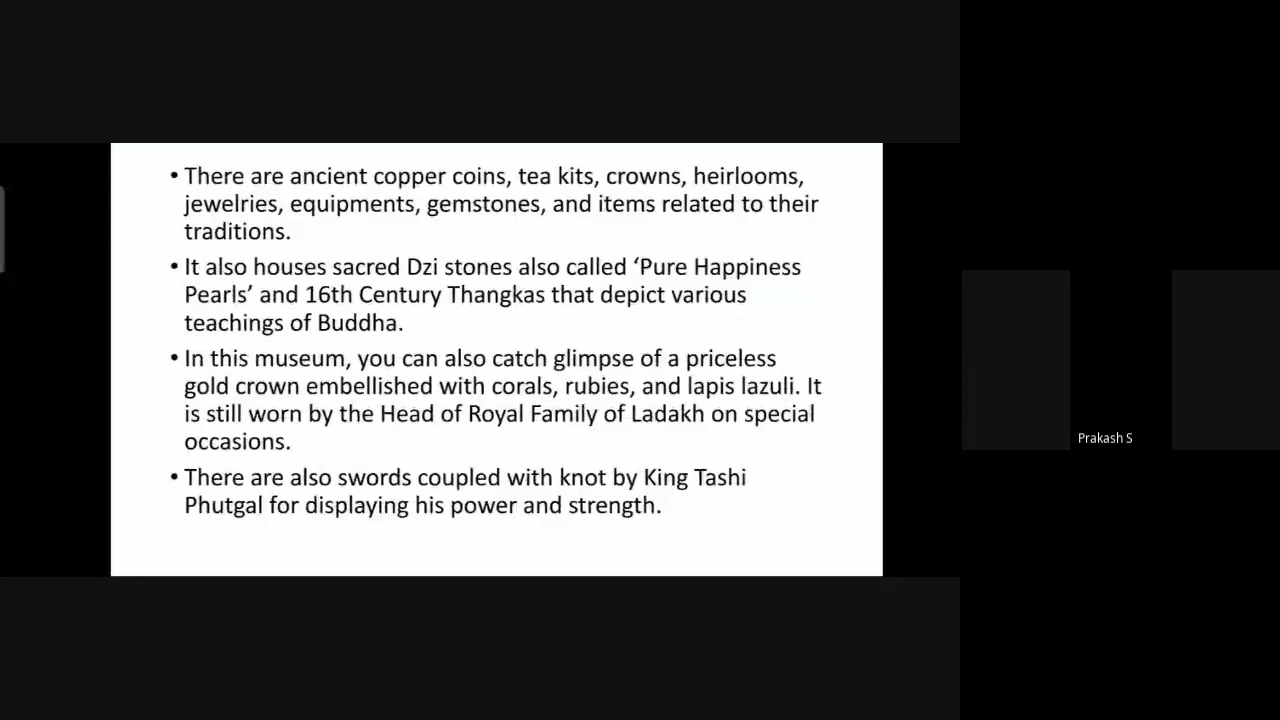 • There are ancient copper coins, tea kits, crowns, heirlooms,
jewelries, equipments, gemstones, and items related to their
traditions.
• It also houses sacred Dzi stones also called ‘Pure Happiness
Pearls’ and 16th Century Thangkas that depict various
teachings of Buddha.
• In this museum, you can also catch glimpse of a priceless
gold crown embellished with corals, rubies, and lapis lazuli. It
is still worn by the Head of Royal Family of Ladakh on special
occasions.
• There are also swords coupled with knot by King Tashi
Phutgal for displaying his power and strength.
Prakash S